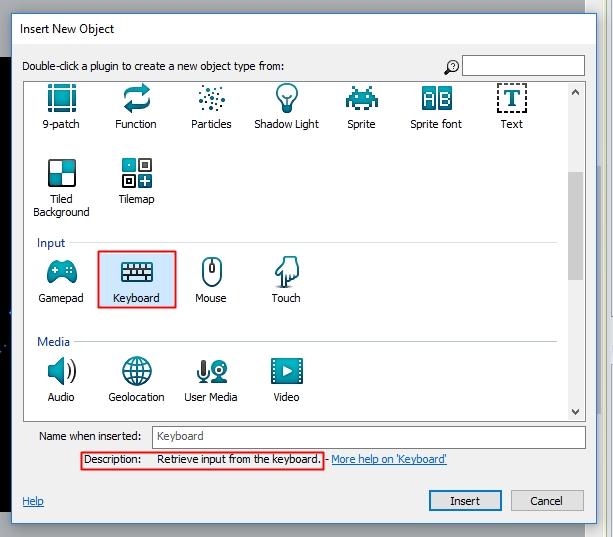 Insert New Object
Double-click a plugin to create a new object type from:
9-patch Function Particles Shadow Light Sprite Sprite font Text
Tiled Background Tilemap
Input
Gamepad Keyboard Mouse Touch
Media
Audio Geolocation User Media Video
Name when inserted: Keyboard
Description: Retrieve input from the keyboard. - More help on 'Keyboard'
Help Insert Cancel